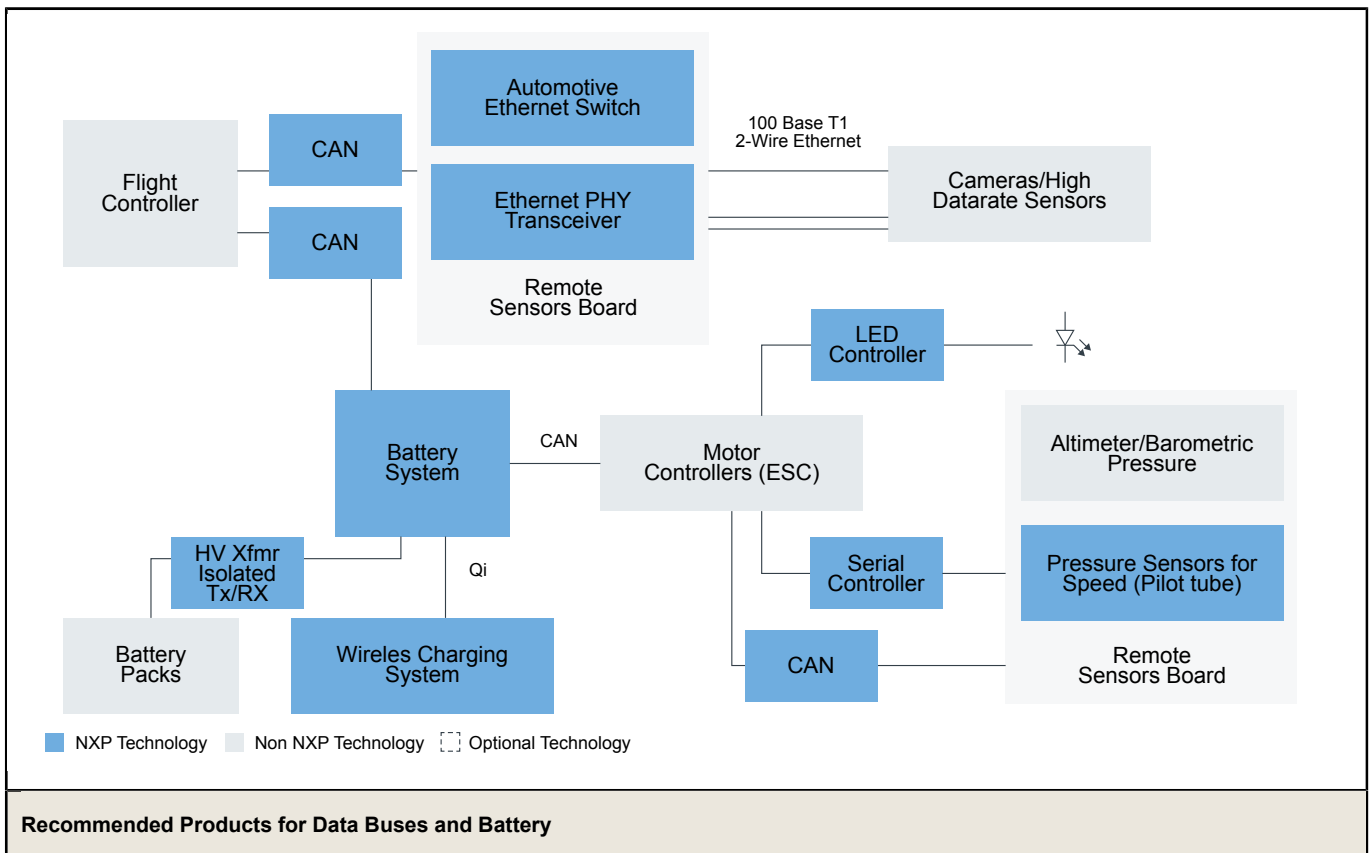 Automotive
Ethernet Switch
CAN
100 Base T1
2-Wire Ethernet
Flight
Controller
Cameras/High
Datarate Sensors
Ethernet PHY
Transceiver
CAN
Remote
Sensors Board
LED
Controller
Battery
System
CAN
Motor
Controllers (ESC)
Altimeter/Barometric
Pressure
HV Xfmr
Isolated
Tx/RX
Qi
Serial
Controller
Pressure Sensors for
Speed (Pilot tube)
Battery
Packs
Wireles Charging
System
CAN
Remote
Sensors Board
NXP Technology
Non NXP Technology
Optional Technology
Recommended Products for Data Buses and Battery